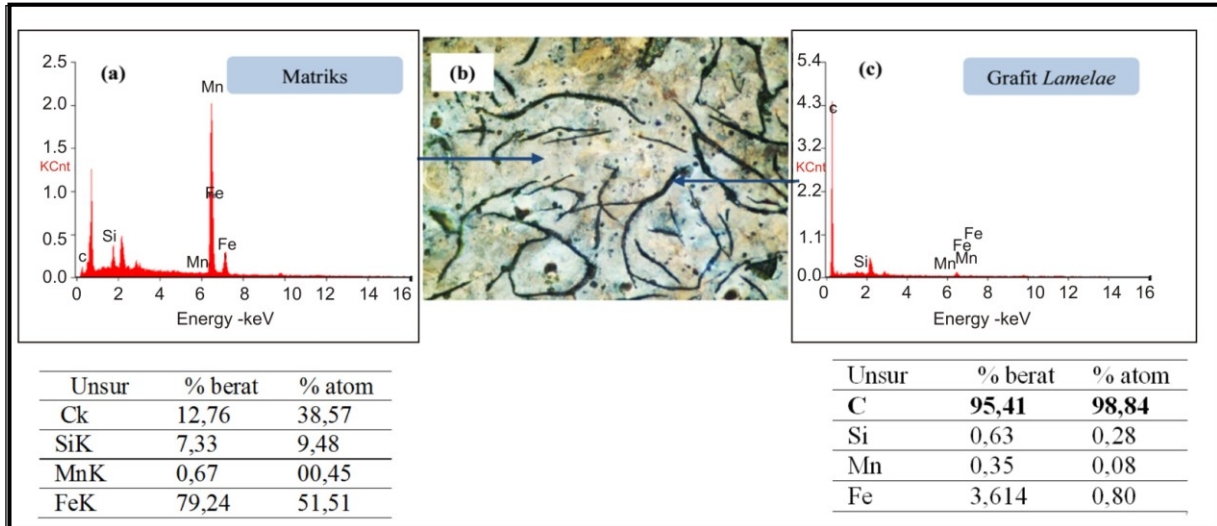 (a)
Matriks
2.5
2.0
1.5
KCnt
1.0
0.5
0.0
Mn
Fe
Si
c
Mn
Fe
0 2 4 6 8 10 12 14 16
Energy -keV
(b)
(c)
Grafit Lamelae
5.4
4.3
3.2
KCnt
2.2
1.1
0.0
c
Si
Fe
Fe
Mn
Mn
0 2 4 6 8 10 12 14 16
Energy -keV
Unsur % berat % atom
Ck 12,76 38,57
SiK 7,33 9,48
MnK 0,67 00,45
FeK 79,24 51,51
Unsur % berat % atom
C 95,41 98,84
Si 0,63 0,28
Mn 0,35 0,08
Fe 3,614 0,80